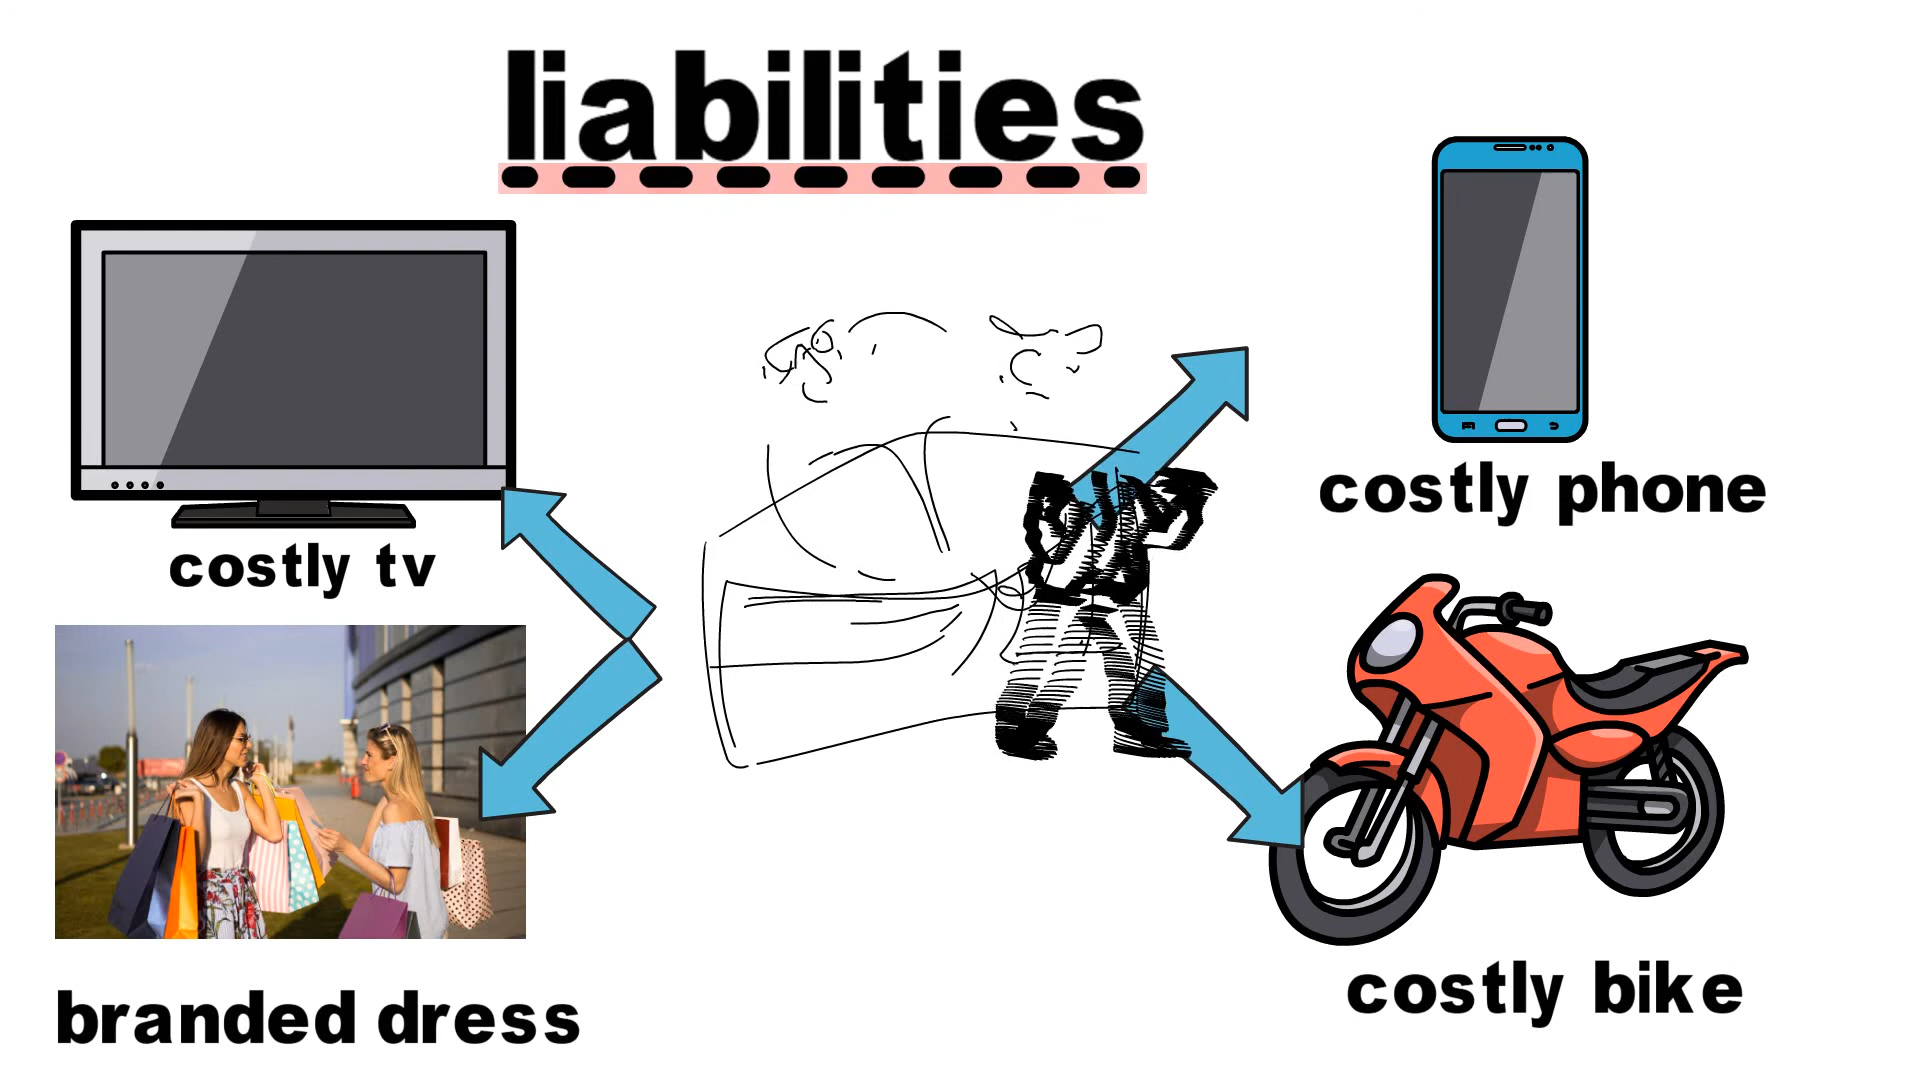 liabilities
costly tv
costly phone
branded dress
costly bike